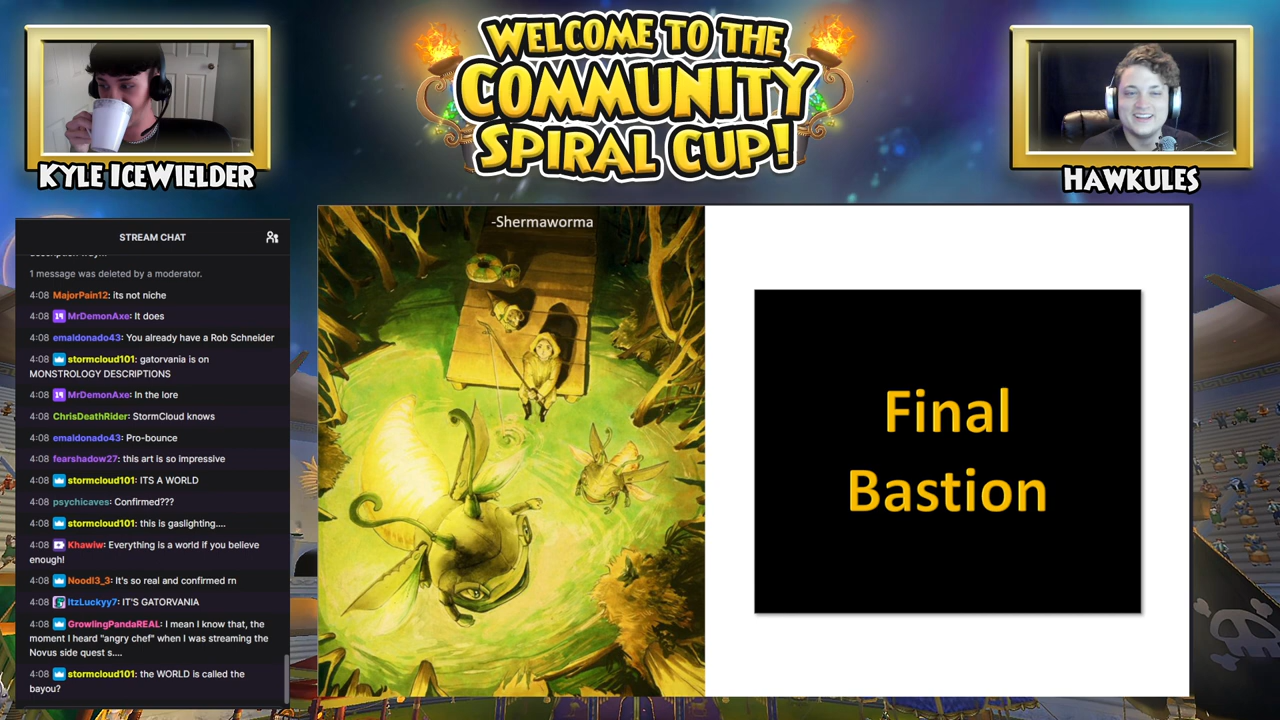 WELCOME TO THE
COMMUNITY
SPIRAL CUP!
KYLE ICEWIELDER
HAWKULES
STREAM CHAT
1 message was deleted by a moderator.
4:08 MajorPain12: its not niche
4:08 MrDemonAxe: It does
4:08 emaldonado43: You already have a Rob Schneider
4:08 stormcloud101: gatorvania is on
MONSTROLOGY DESCRIPTIONS
4:08 MrDemonAxe: In the lore
4:08 ChrisDeathRider: StormCloud knows
4:08 emaldonado43: Pro-bounce
4:08 fearshadow27: this art is so impressive
4:08 stormcloud101: ITS A WORLD
4:08 psychicaves: Confirmed???
4:08 stormcloud101: this is gaslighting....
4:08 Khawiw: Everything is a world if you believe
enough!
4:08 Noodl3_3: It's so real and confirmed rn
4:08 ItzLuckyy7: IT'S GATORVANIA
4:08 GrowlingPandaREAL: I mean I know that, the
moment I heard "angry chef" when I was streaming the
Novus side quest s....
4:08 stormcloud101: the WORLD is called the
bayou?
-Shermaworma
Final
Bastion